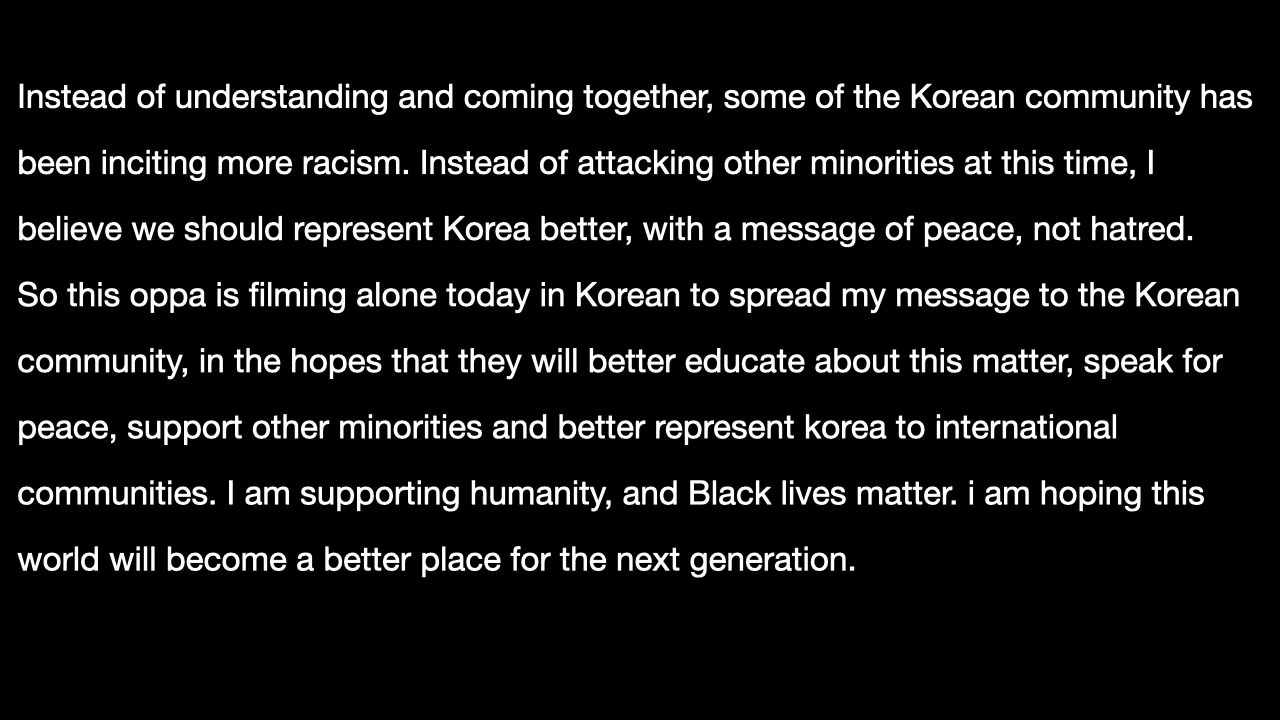 Instead of understanding and coming together, some of the Korean community has
been inciting more racism. Instead of attacking other minorities at this time, I
believe we should represent Korea better, with a message of peace, not hatred.
So this oppa is filming alone today in Korean to spread my message to the Korean
community, in the hopes that they will better educate about this matter, speak for
peace, support other minorities and better represent korea to international
communities. I am supporting humanity, and Black lives matter. i am hoping this
world will become a better place for the next generation.